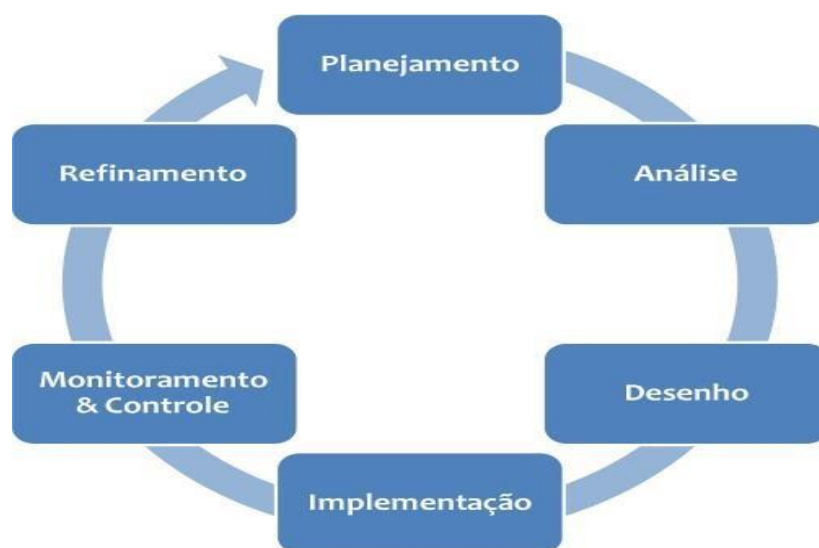 Planejamento
Análise
Desenho
Implementação
Monitoramento
& Controle
Refinamento